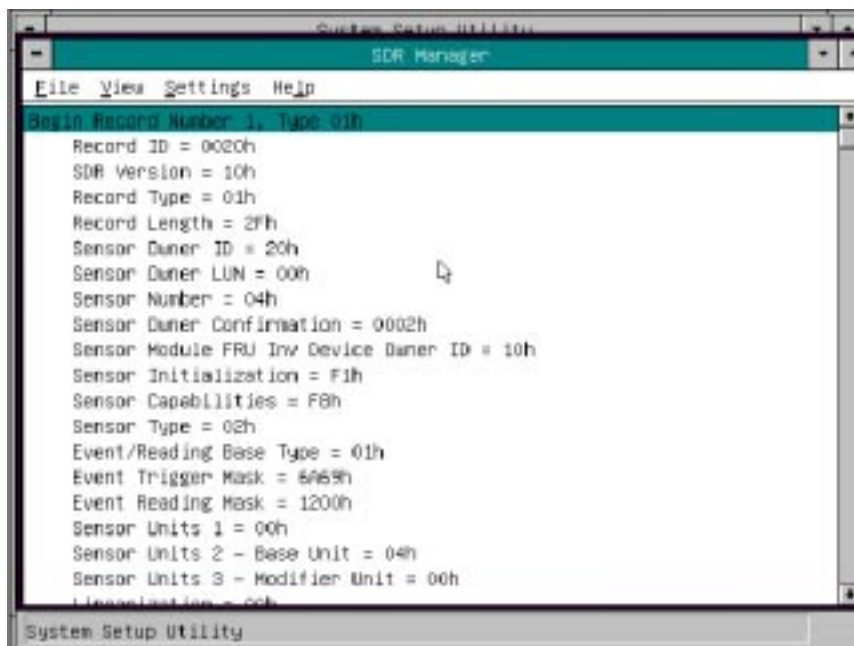 System Setup Utility
SDR Manager
File View Settings Help
Begin Record Number 1, Type 01h
Record ID = 0020h
SDR Version = 10h
Record Type = 01h
Record Length = 2Fh
Sensor Owner ID = 20h
Sensor Owner LUN = 00h
Sensor Number = 04h
Sensor Owner Confirmation = 0002h
Sensor Module FRU Inv Device Owner ID = 10h
Sensor Initialization = F1h
Sensor Capabilities = F8h
Sensor Type = 02h
Event/Reading Base Type = 01h
Event Trigger Mask = 6A69h
Event Reading Mask = 1200h
Sensor Units 1 = 00h
Sensor Units 2 - Base Unit = 04h
Sensor Units 3 - Modifier Unit = 00h
Linearization = 00h
System Setup Utility